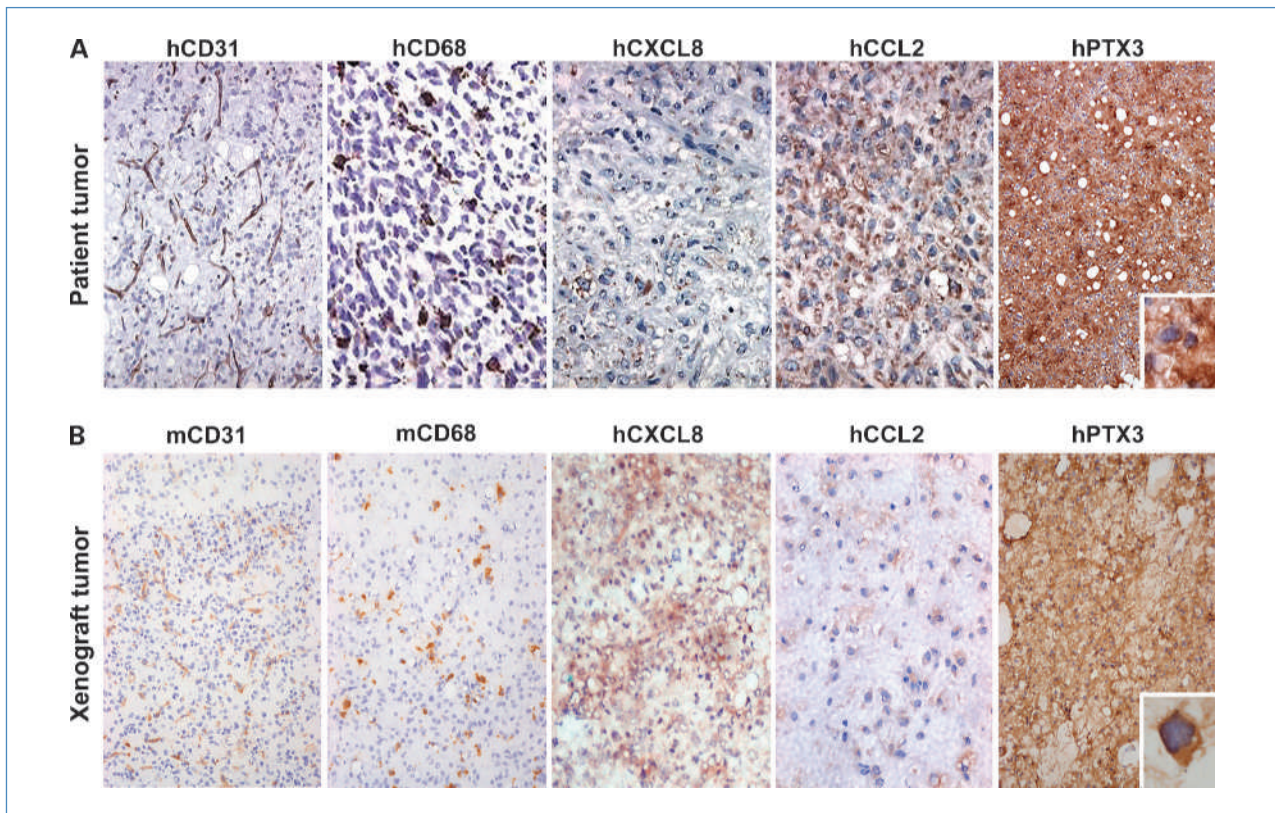 A hCD31 hCD68 hCXCL8 hCCL2 hPTX3
Patient tumor
B mCD31 mCD68 hCXCL8 hCCL2 hPTX3
Xenograft tumor